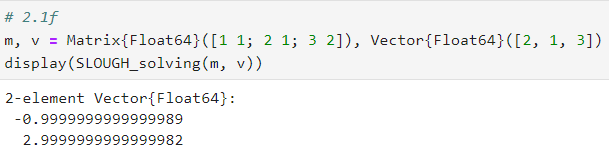 # 2.1f
m, v = Matrix{Float64}([1 1; 2 1; 3 2]), Vector{Float64}([2, 1, 3])
display(SLOUGH_solving(m, v))
2-element Vector{Float64}:
 -0.9999999999999989
  2.9999999999999982